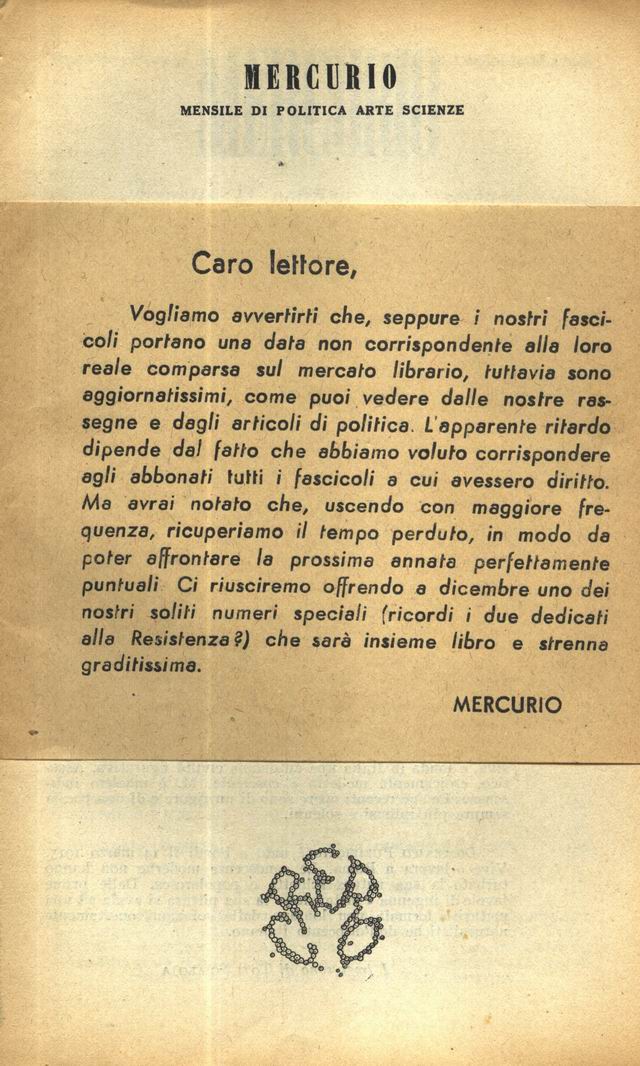 MERCURIO
MENSILE DI POLITICA ARTE SCIENZE
Caro lettore,
Vogliamo avvertirti che, seppure i nostri fasci-
coli portano una data non corrispondente alla loro
reale comparsa sul mercato librario, tuttavia sono
aggiornatissimi, come puoi vedere dalle nostre ras-
segne e dagli articoli di politica. L'apparente ritardo
dipende dal fatto che abbiamo voluto corrispondere
agli abbonati tutti i fascicoli a cui avessero diritto.
Ma avrai notato che, uscendo con maggiore fre-
quenza, ricuperiamo il tempo perduto, in modo da
poter affrontare la prossima annata perfettamente
puntuali Ci riusciremo offrendo a dicembre uno dei
nostri soliti numeri speciali (ricordi i due dedicati
alla Resistenza?) che sarà insieme libro e strenna
graditissima.
MERCURIO